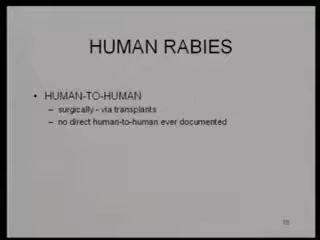 HUMAN RABIES
• HUMAN-TO-HUMAN
– surgically - via transplants
– no direct human-to-human ever documented